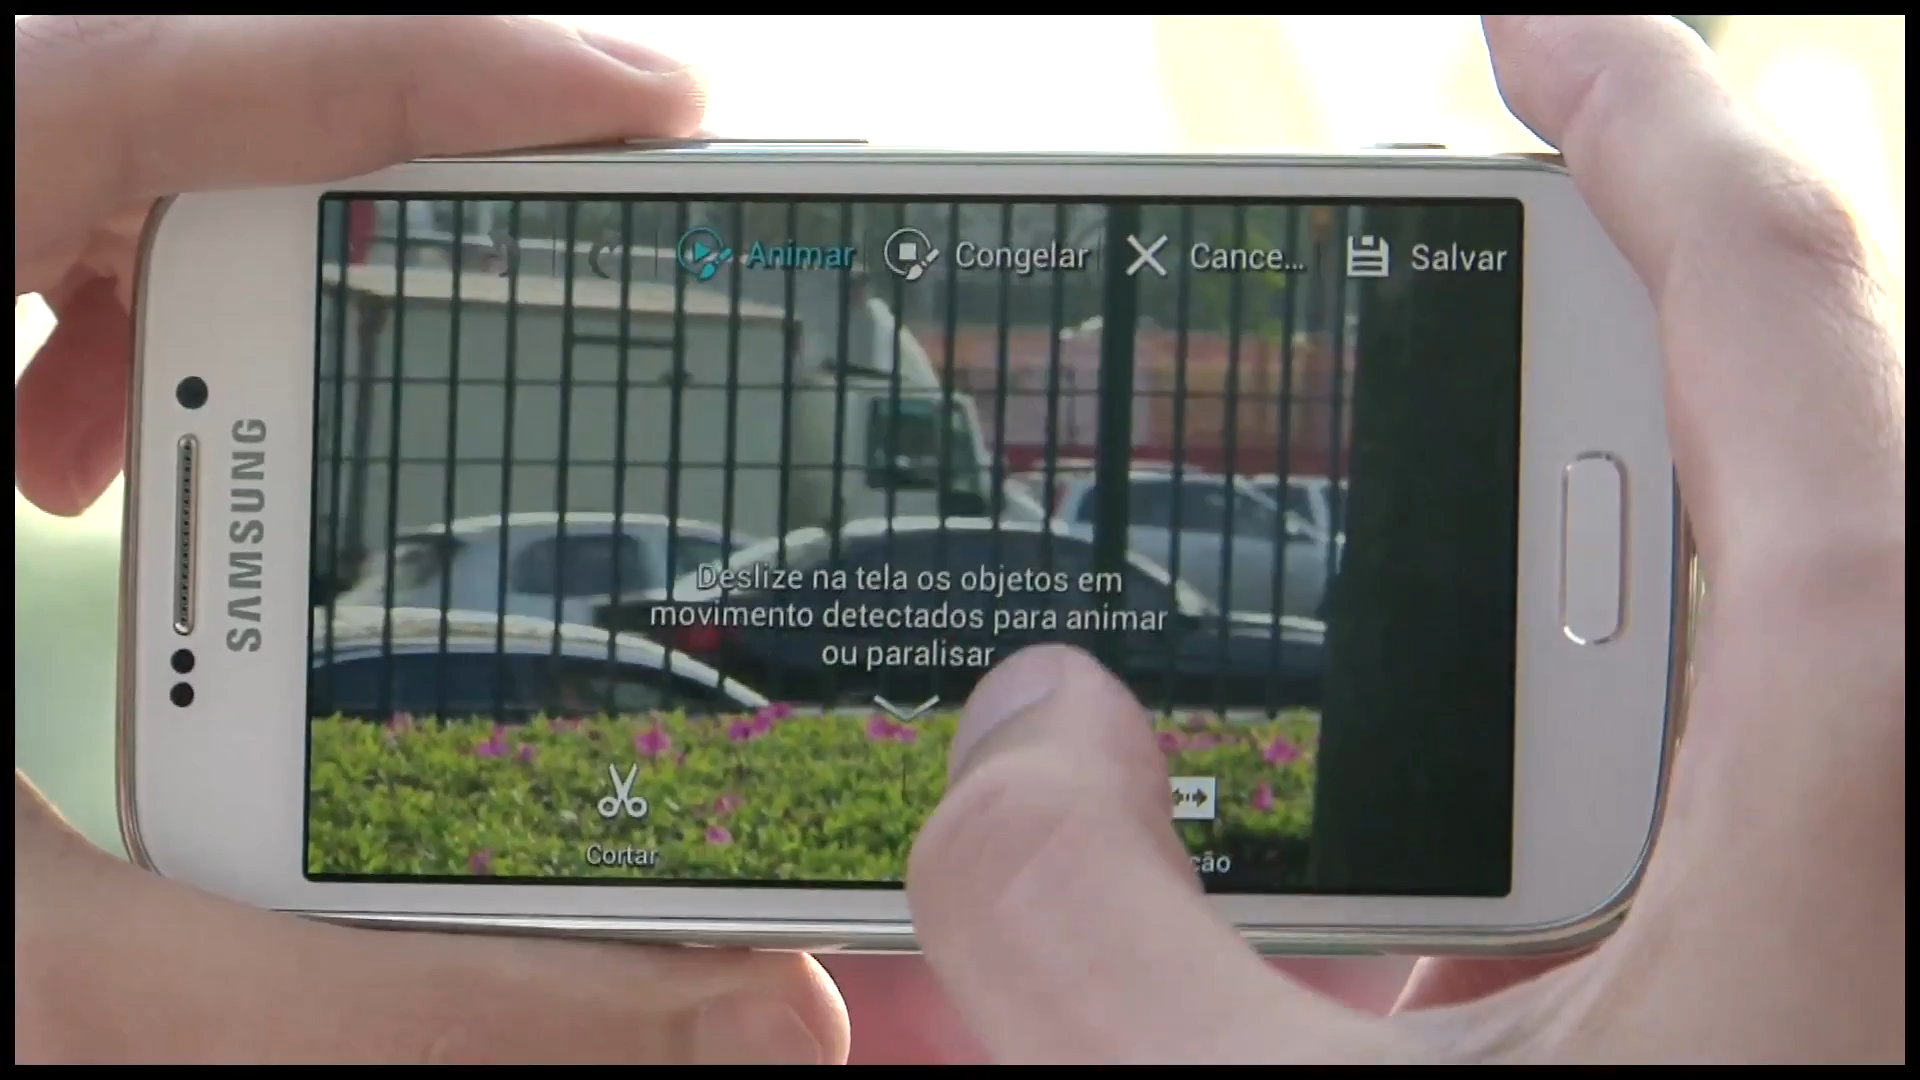 SAMSUNG
Animar
Congelar
Cance...
Salvar
Deslize na tela os objetos em
movimento detectados para animar
ou paralisar
Cortar
ção